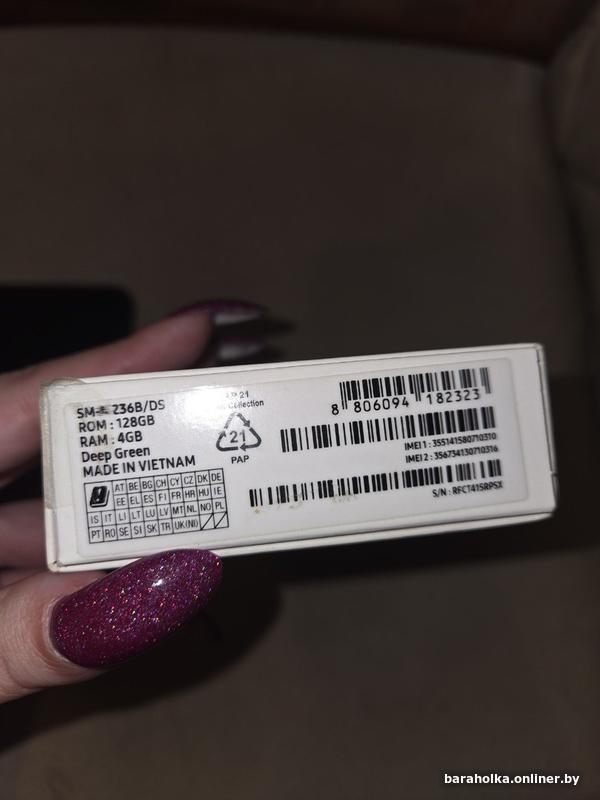 236B/DS
ROM : 128GB
RAM : 4GB
Deep Green
MADE IN VIETNAM
AT BE BG CH CY CZ DK DE
EE EL ES FI FR HR HU IE
IS IT LI LT LU LV MT NL NO PL
PT RO SE SI SK TR UK(NI)
21
Collection
21
PAP
8 806094 182323
IMEI 1 : 355141580710310
IMEI 2 : 356734130710316
S/N : RFCT415RPSX
baraholka.onliner.by